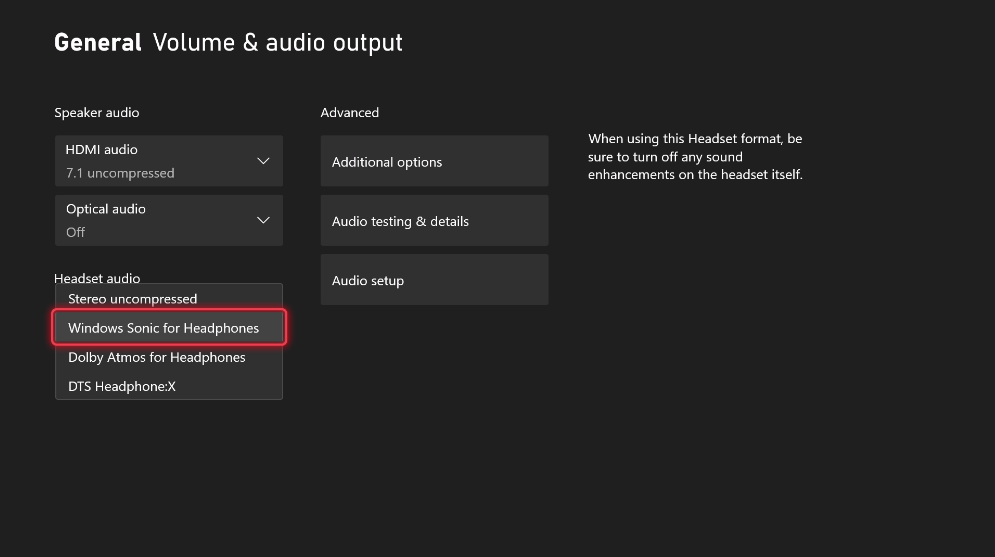 General Volume & audio output
Speaker audio
HDMI audio
7.1 uncompressed
Optical audio
Off
Headset audio
Stereo uncompressed
Windows Sonic for Headphones
Dolby Atmos for Headphones
DTS Headphone:X
Advanced
Additional options
Audio testing & details
Audio setup
When using this Headset format, be
sure to turn off any sound
enhancements on the headset itself.